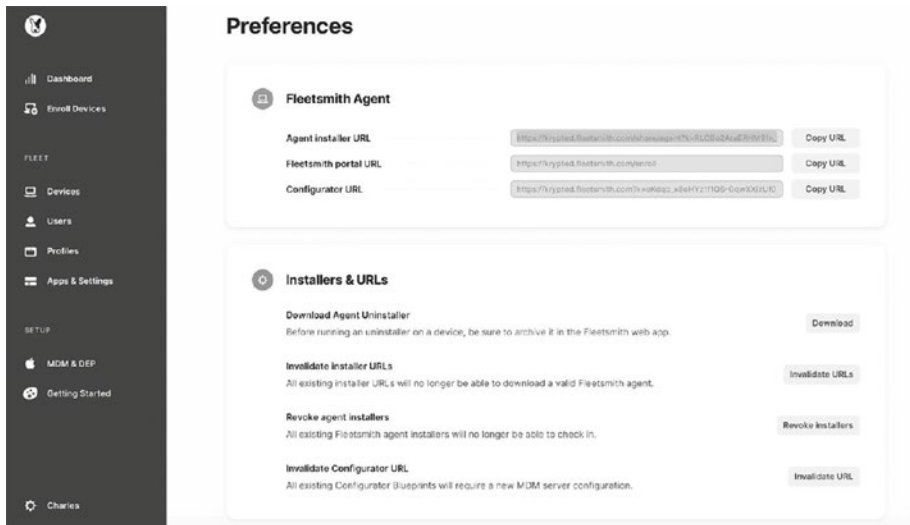 Preferences
Dashboard
Enroll Devices
FLEET
Devices
Users
Profiles
Apps & Settings
SETUP
MDM & DEP
Getting Started
Charles
Fleetsmith Agent
Agent installer URL
Copy URL
Fleetsmith portal URL https://krypted.fleetsmith.com/enroll Copy URL
Configurator URL
Copy URL
Installers & URLs
Download Agent Uninstaller
Before running an uninstaller on a device, be sure to archive it in the Fleetsmith web app.
Download
Invalidate installer URLs
All existing installer URLs will no longer be able to download a valid Fleetsmith agent.
Invalidate URLs
Revoke agent installers
All existing Fleetsmith agent installers will no longer be able to check in.
Revoke installers
Invalidate Configurator URL
All existing Configurator Blueprints will require a new MDM server configuration.
Invalidate URL